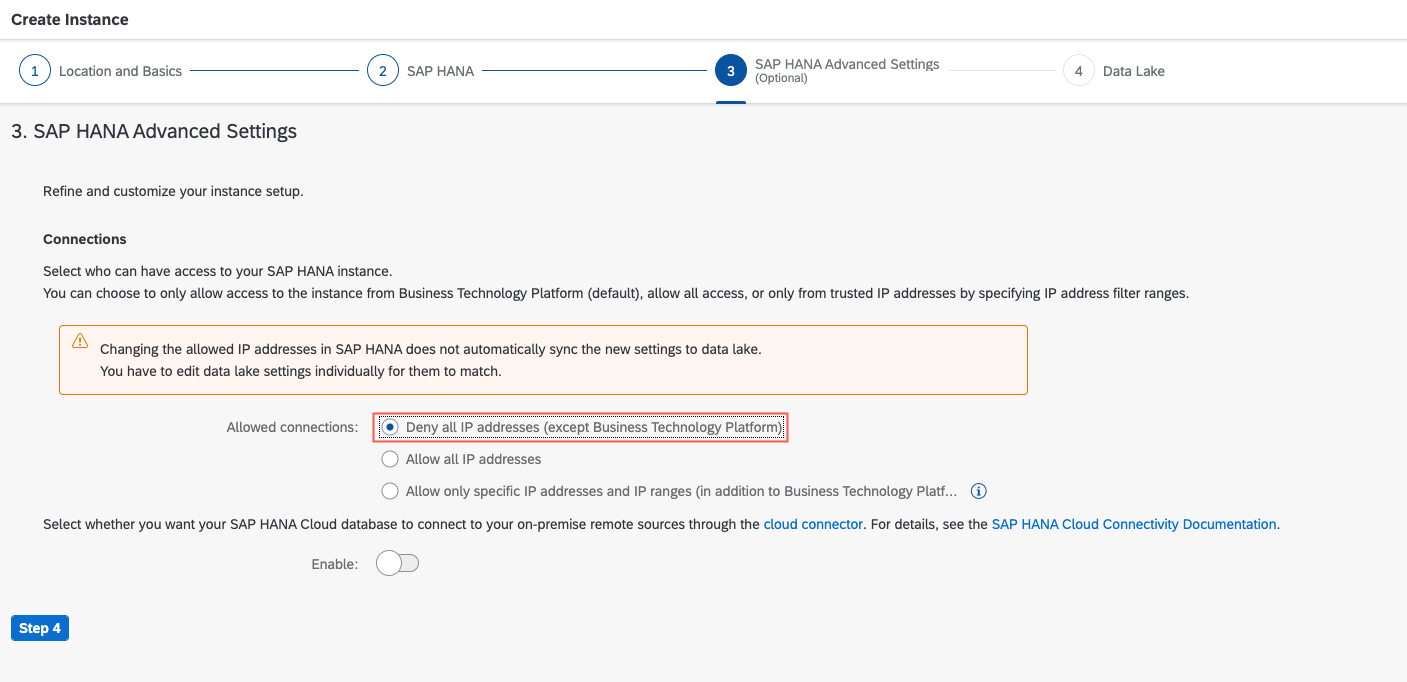 Create Instance
1 Location and Basics
2 SAP HANA
3 SAP HANA Advanced Settings
(Optional)
4 Data Lake
3. SAP HANA Advanced Settings
Refine and customize your instance setup.
Connections
Select who can have access to your SAP HANA instance.
You can choose to only allow access to the instance from Business Technology Platform (default), allow all access, or only from trusted IP addresses by specifying IP address filter ranges.
Changing the allowed IP addresses in SAP HANA does not automatically sync the new settings to data lake.
You have to edit data lake settings individually for them to match.
Allowed connections: Deny all IP addresses (except Business Technology Platform)
Allow all IP addresses
Allow only specific IP addresses and IP ranges (in addition to Business Technology Platf...
Select whether you want your SAP HANA Cloud database to connect to your on-premise remote sources through the cloud connector. For details, see the SAP HANA Cloud Connectivity Documentation.
Enable:
Step 4